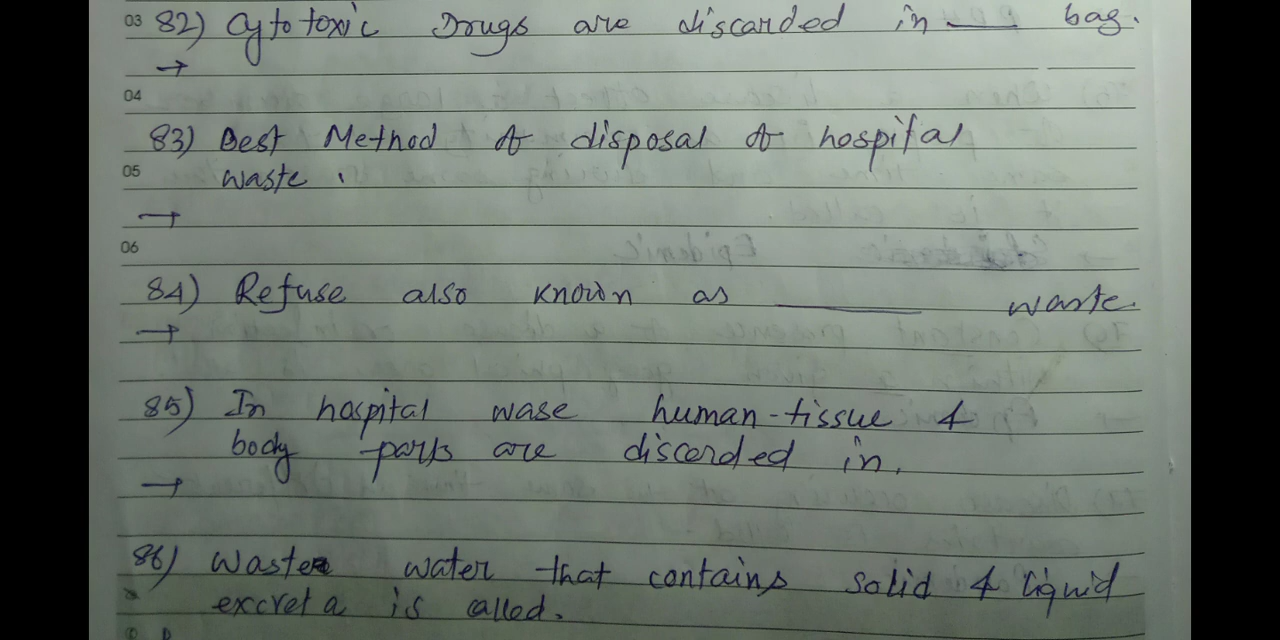 03 82) Cytotoxic Drugs are discarded in ___ bag.
→
04
83) Best Method of disposal of hospital
05 waste.
→
06
84) Refuse also known as ______ waste.
→
85) In hospital wase human-tissue &
body parts are discarded in.
→
86) Waste water that contains solid & liquid
excreta is called.